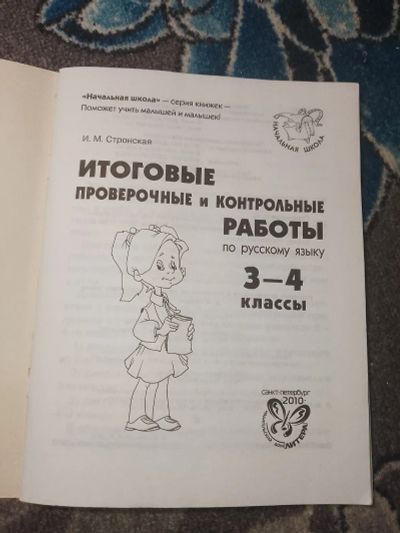 «Начальная школа» — серия книжек —
Поможет учить малышей и малышек!
НАЧАЛЬНАЯ ШКОЛА
И. М. Стронская
ИТОГОВЫЕ
ПРОВЕРОЧНЫЕ и КОНТРОЛЬНЫЕ
РАБОТЫ
по русскому языку
3—4
классы
САНКТ-ПЕТЕРБУРГ
2010
ЛИТЕРА